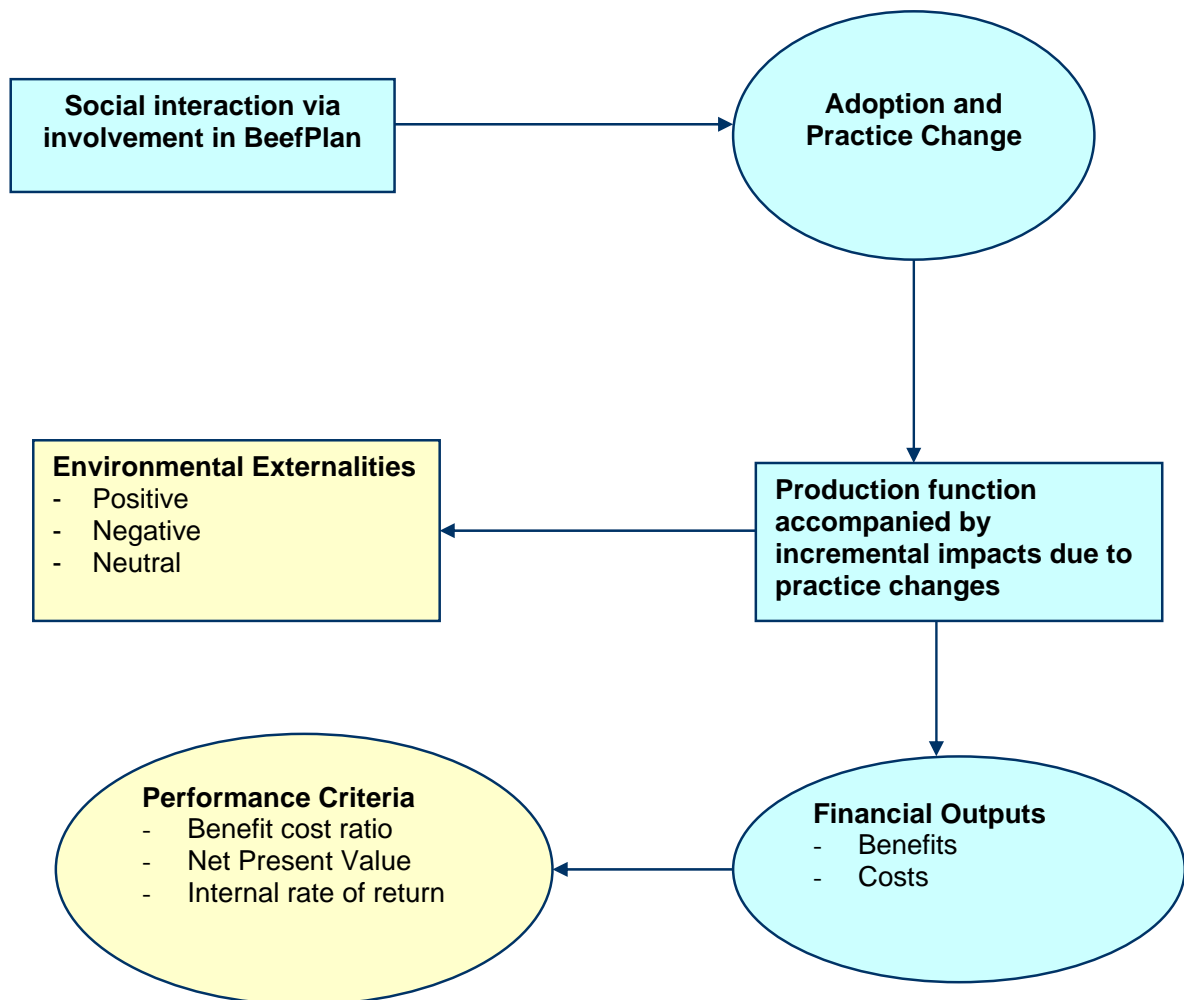 Social interaction via
involvement in BeefPlan
Adoption and
Practice Change
Environmental Externalities
- Positive
- Negative
- Neutral
Production function
accompanied by
incremental impacts due to
practice changes
Performance Criteria
- Benefit cost ratio
- Net Present Value
- Internal rate of return
Financial Outputs
- Benefits
- Costs